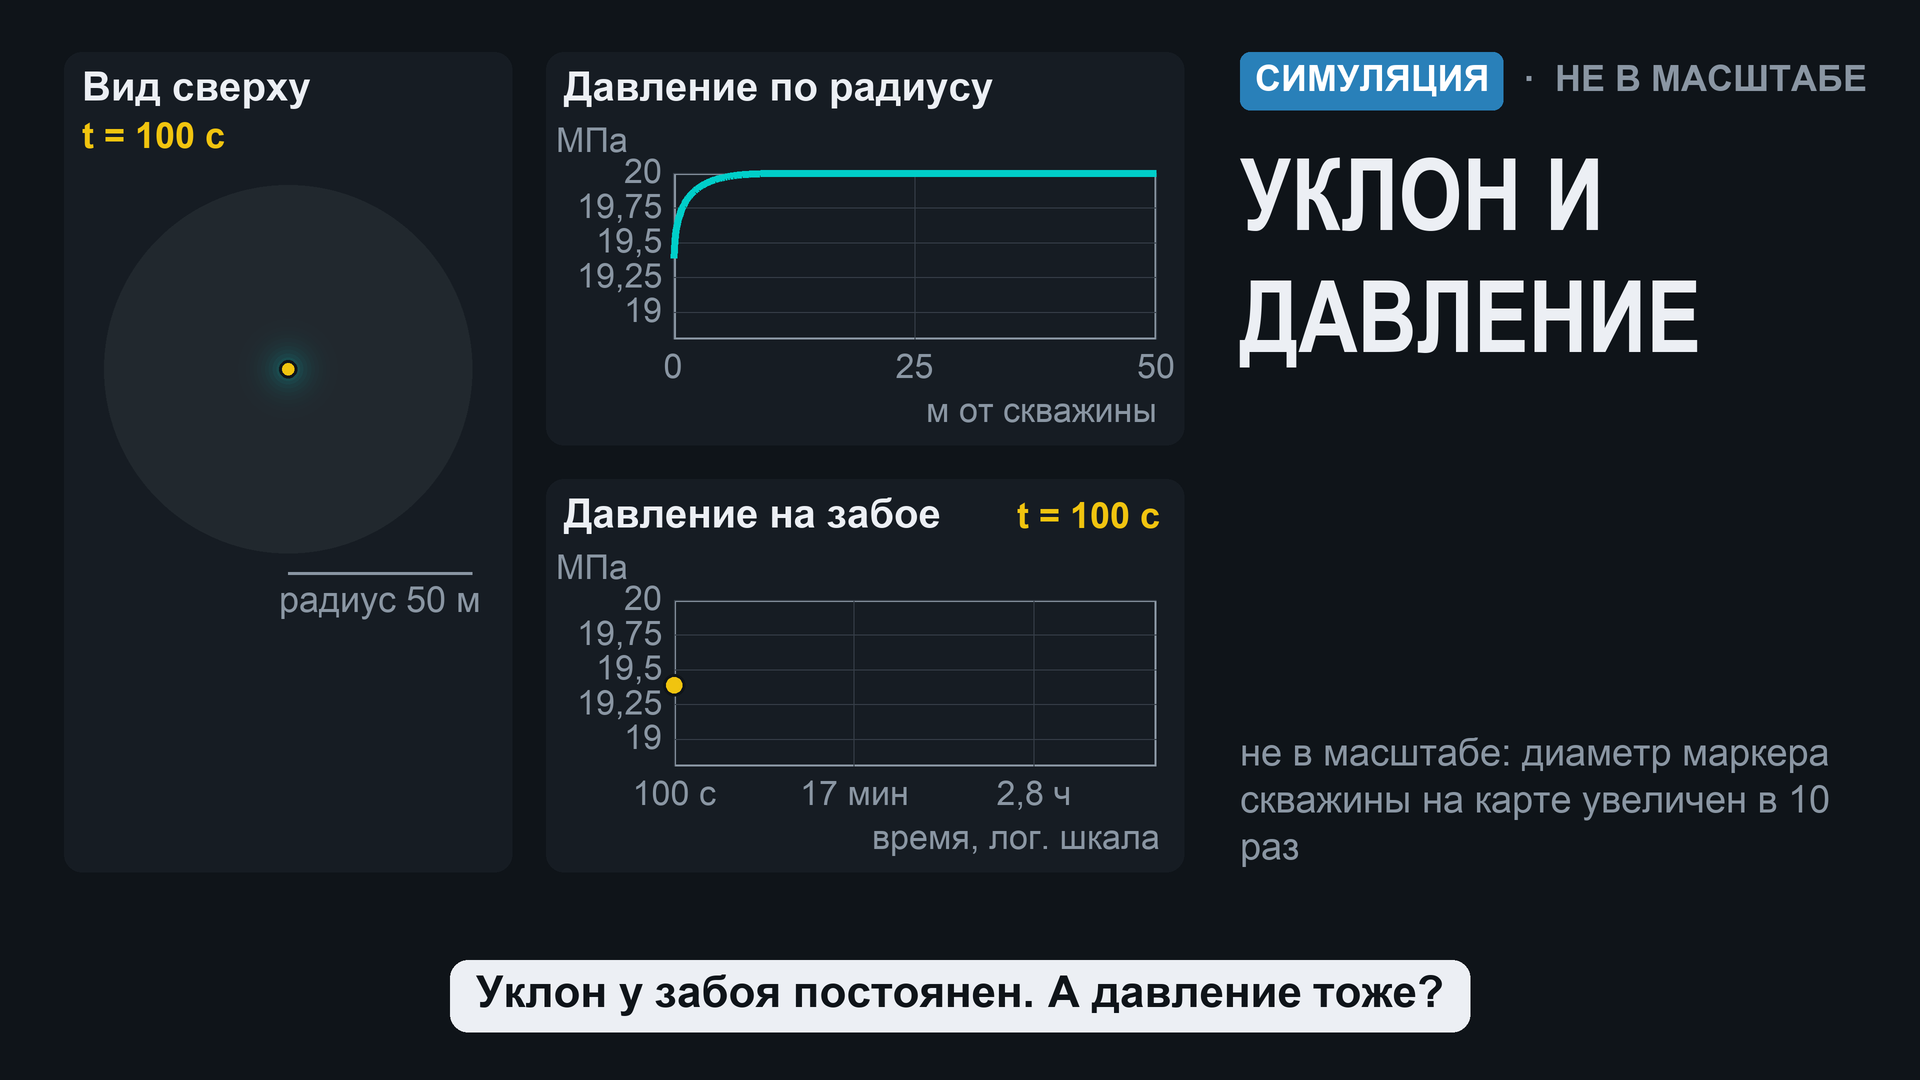 Вид сверху
t = 100 с
радиус 50 м
Давление по радиусу
МПа
20
19,75
19,5
19,25
19
0 25 50
м от скважины
Давление на забое t = 100 с
МПа
20
19,75
19,5
19,25
19
100 с 17 мин 2,8 ч
время, лог. шкала
СИМУЛЯЦИЯ · НЕ В МАСШТАБЕ
УКЛОН И
ДАВЛЕНИЕ
не в масштабе: диаметр маркера
скважины на карте увеличен в 10
раз
Уклон у забоя постоянен. А давление тоже?